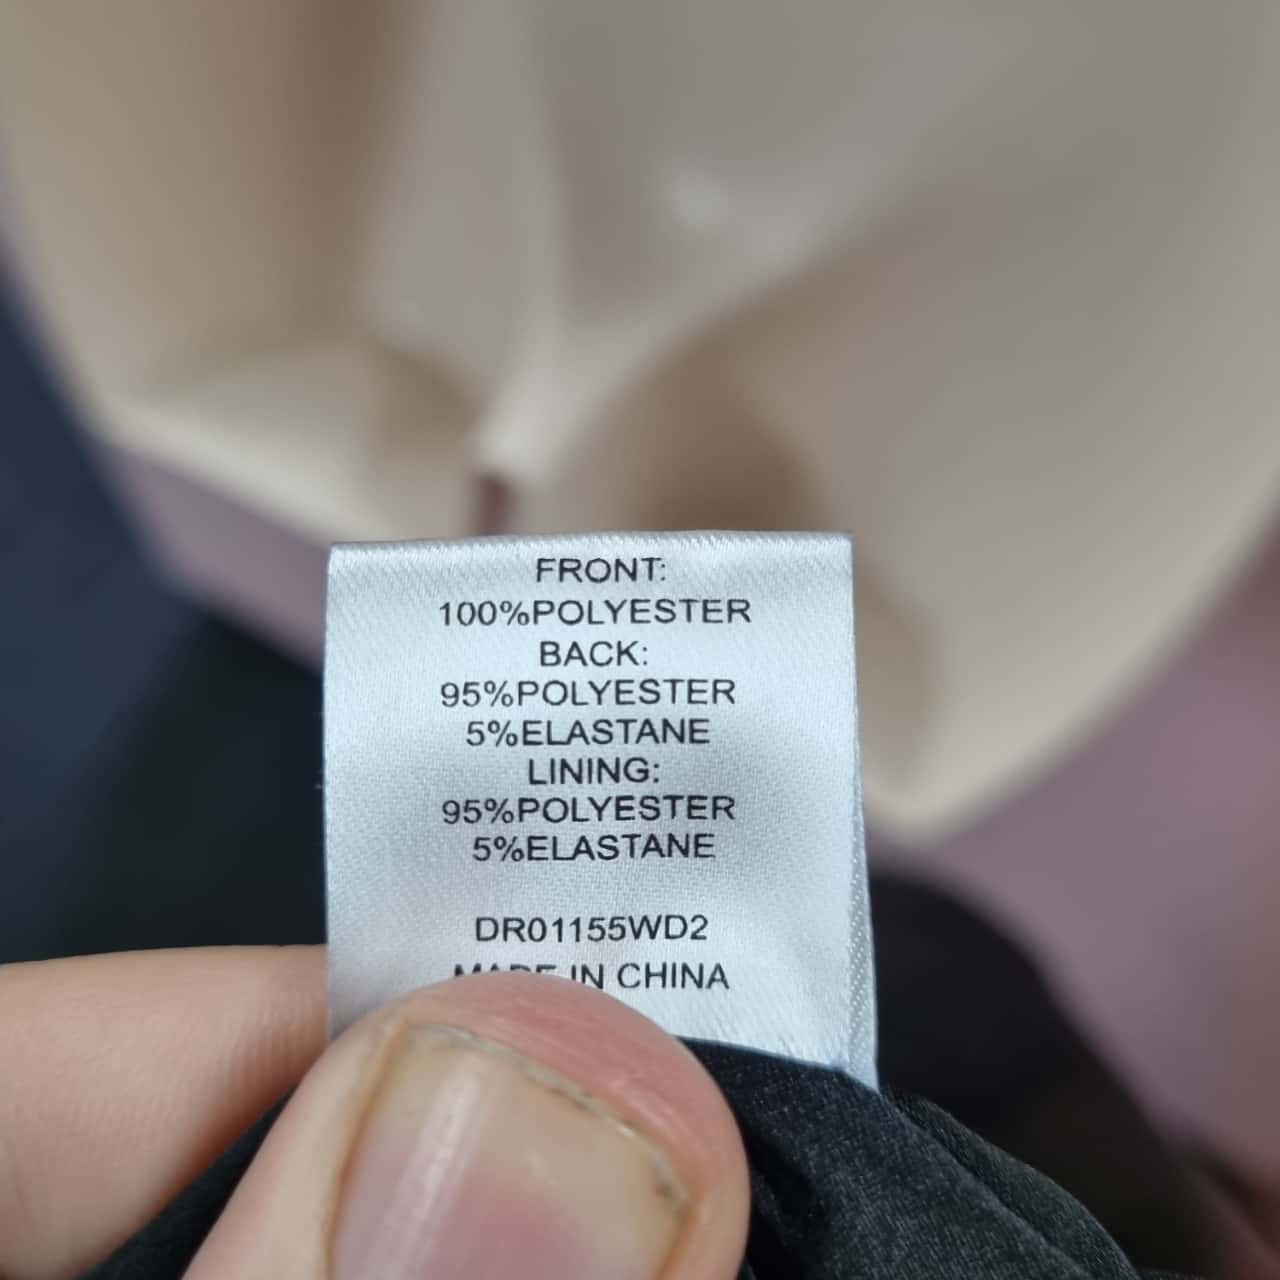 FRONT:
100%POLYESTER
BACK:
95%POLYESTER
5%ELASTANE
LINING:
95%POLYESTER
5%ELASTANE
DR01155WD2
MADE IN CHINA